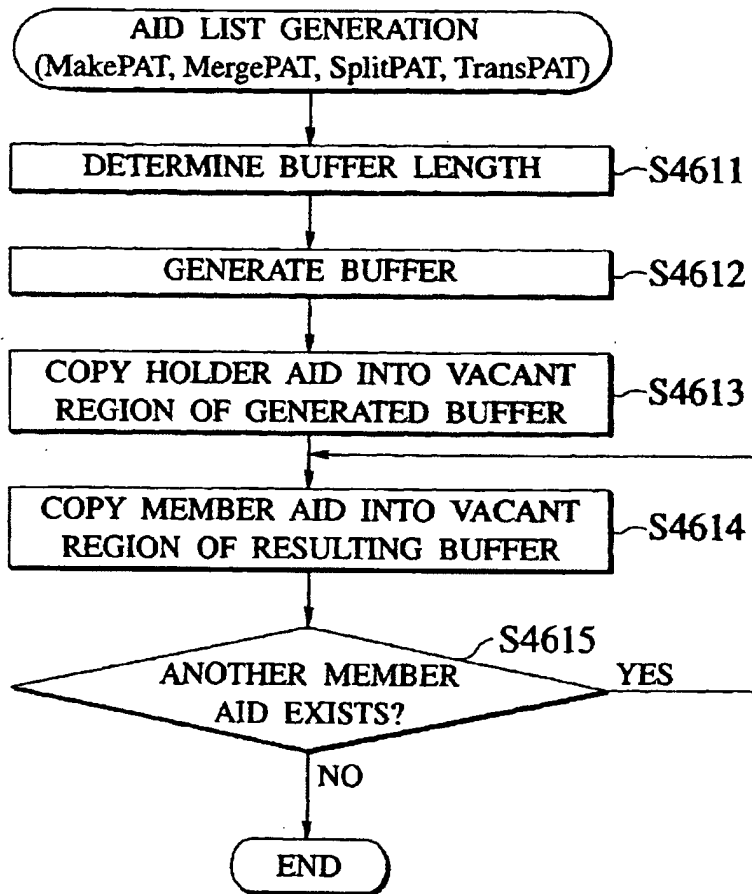 AID LIST GENERATION
(MakePAT, MergePAT, SplitPAT, TransPAT)
DETERMINE BUFFER LENGTH
S4611
GENERATE BUFFER
S4612
COPY HOLDER AID INTO VACANT
REGION OF GENERATED BUFFER
S4613
COPY MEMBER AID INTO VACANT
REGION OF RESULTING BUFFER
S4614
S4615
ANOTHER MEMBER
AID EXISTS?
YES
NO
END